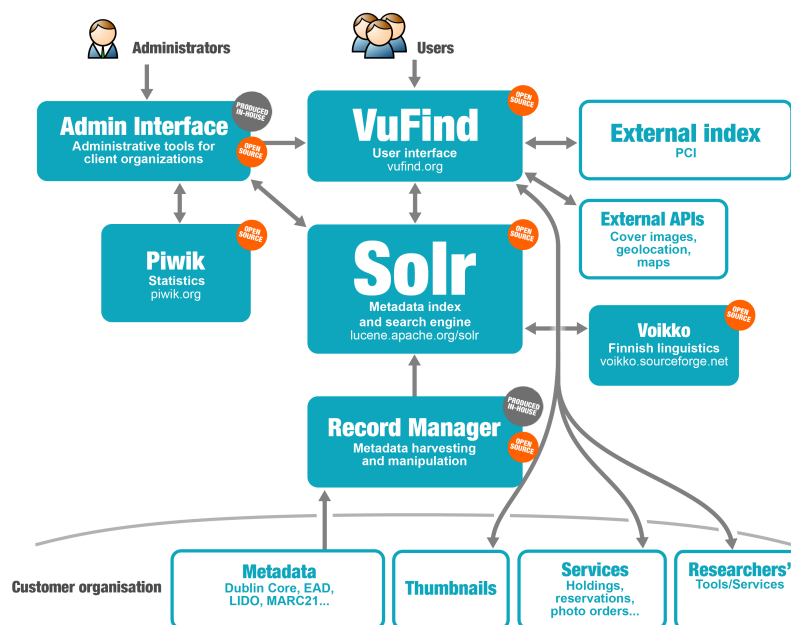 Administrators
Users
PRODUCED
IN-HOUSE
Admin Interface
Administrative tools for
client organizations
OPEN
SOURCE
OPEN
SOURCE
VuFind
User interface
vufind.org
External index
PCI
External APIs
Cover images,
geolocation,
maps
OPEN
SOURCE
Piwik
Statistics
piwik.org
OPEN
SOURCE
Solr
Metadata index
and search engine
lucene.apache.org/solr
OPEN
SOURCE
Voikko
Finnish linguistics
voikko.sourceforge.net
PRODUCED
IN-HOUSE
Record Manager
Metadata harvesting
and manipulation
OPEN
SOURCE
Customer organisation
Metadata
Dublin Core, EAD,
LIDO, MARC21...
Thumbnails
Services
Holdings,
reservations,
photo orders...
Researchers'
Tools/Services